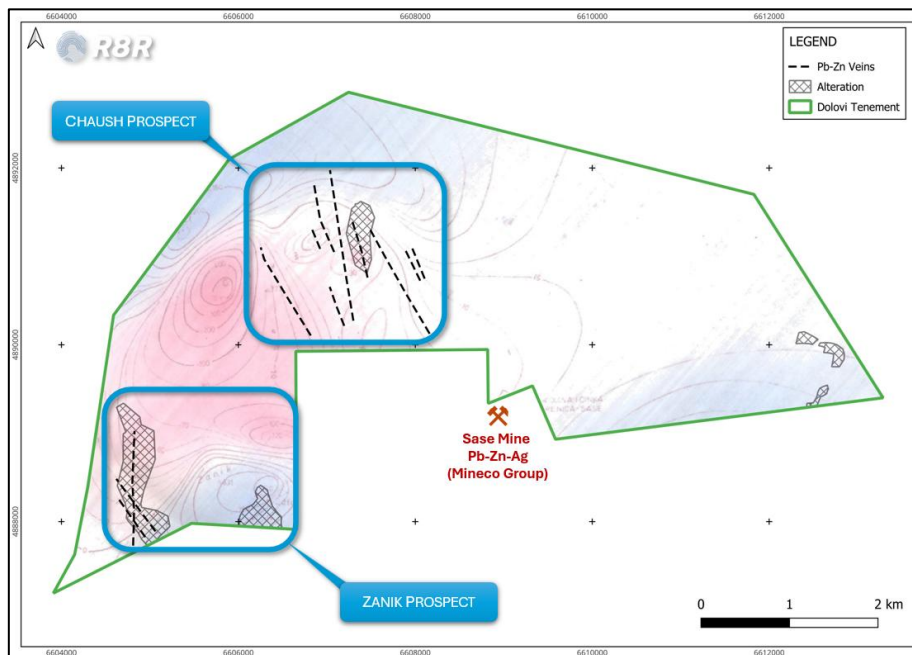 6604000 6606000 6608000 6610000 6612000
R8R
LEGEND
Pb-Zn Veins
Alteration
Dolovi Tenement
CHAUSH PROSPECT
4892000
4890000
Sase Mine
Pb-Zn-Ag
(Mineco Group)
4888000
ZANIK PROSPECT
0 1 2 km
6604000 6606000 6608000 6610000 6612000